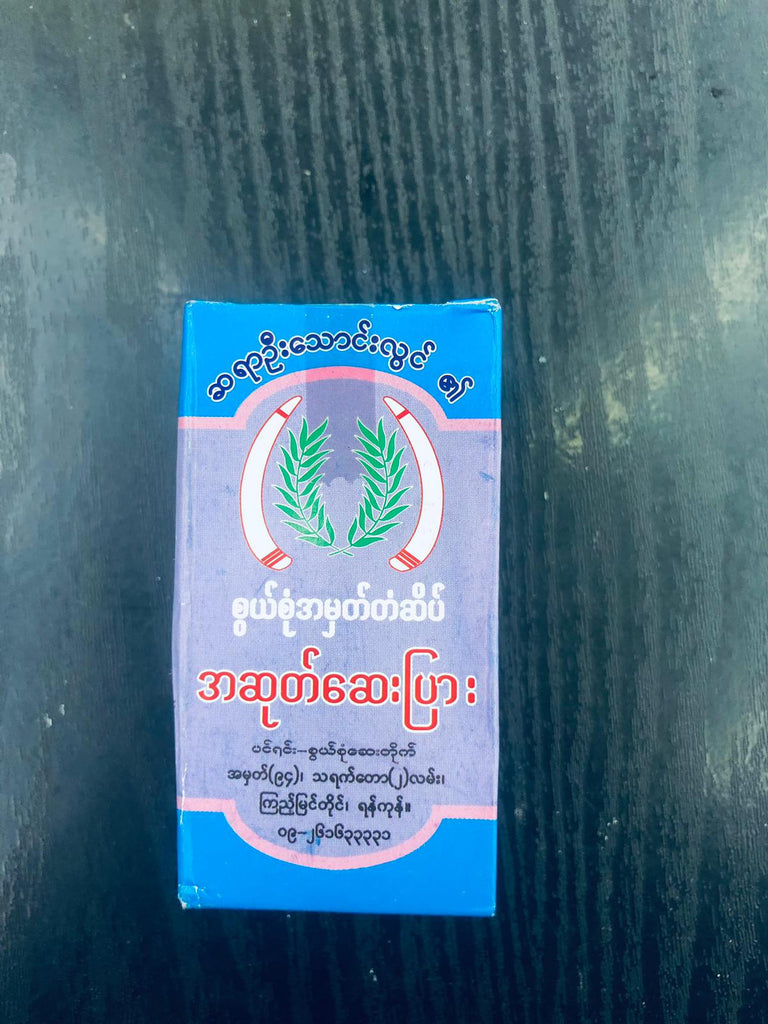 ဆရာဦးသောင်းလွင် ၏
စွယ်စုံအမှတ်တံဆိပ်
အဆုတ်ဆေးပြား
ပင်ရင်း-စွယ်စုံဆေးတိုက်
အမှတ်(၉၄)၊ သရက်တော(၂)လမ်း၊
ကြည့်မြင်တိုင်၊ ရန်ကုန်။
၀၉-၂၆၁၆၃၃၃၃၁